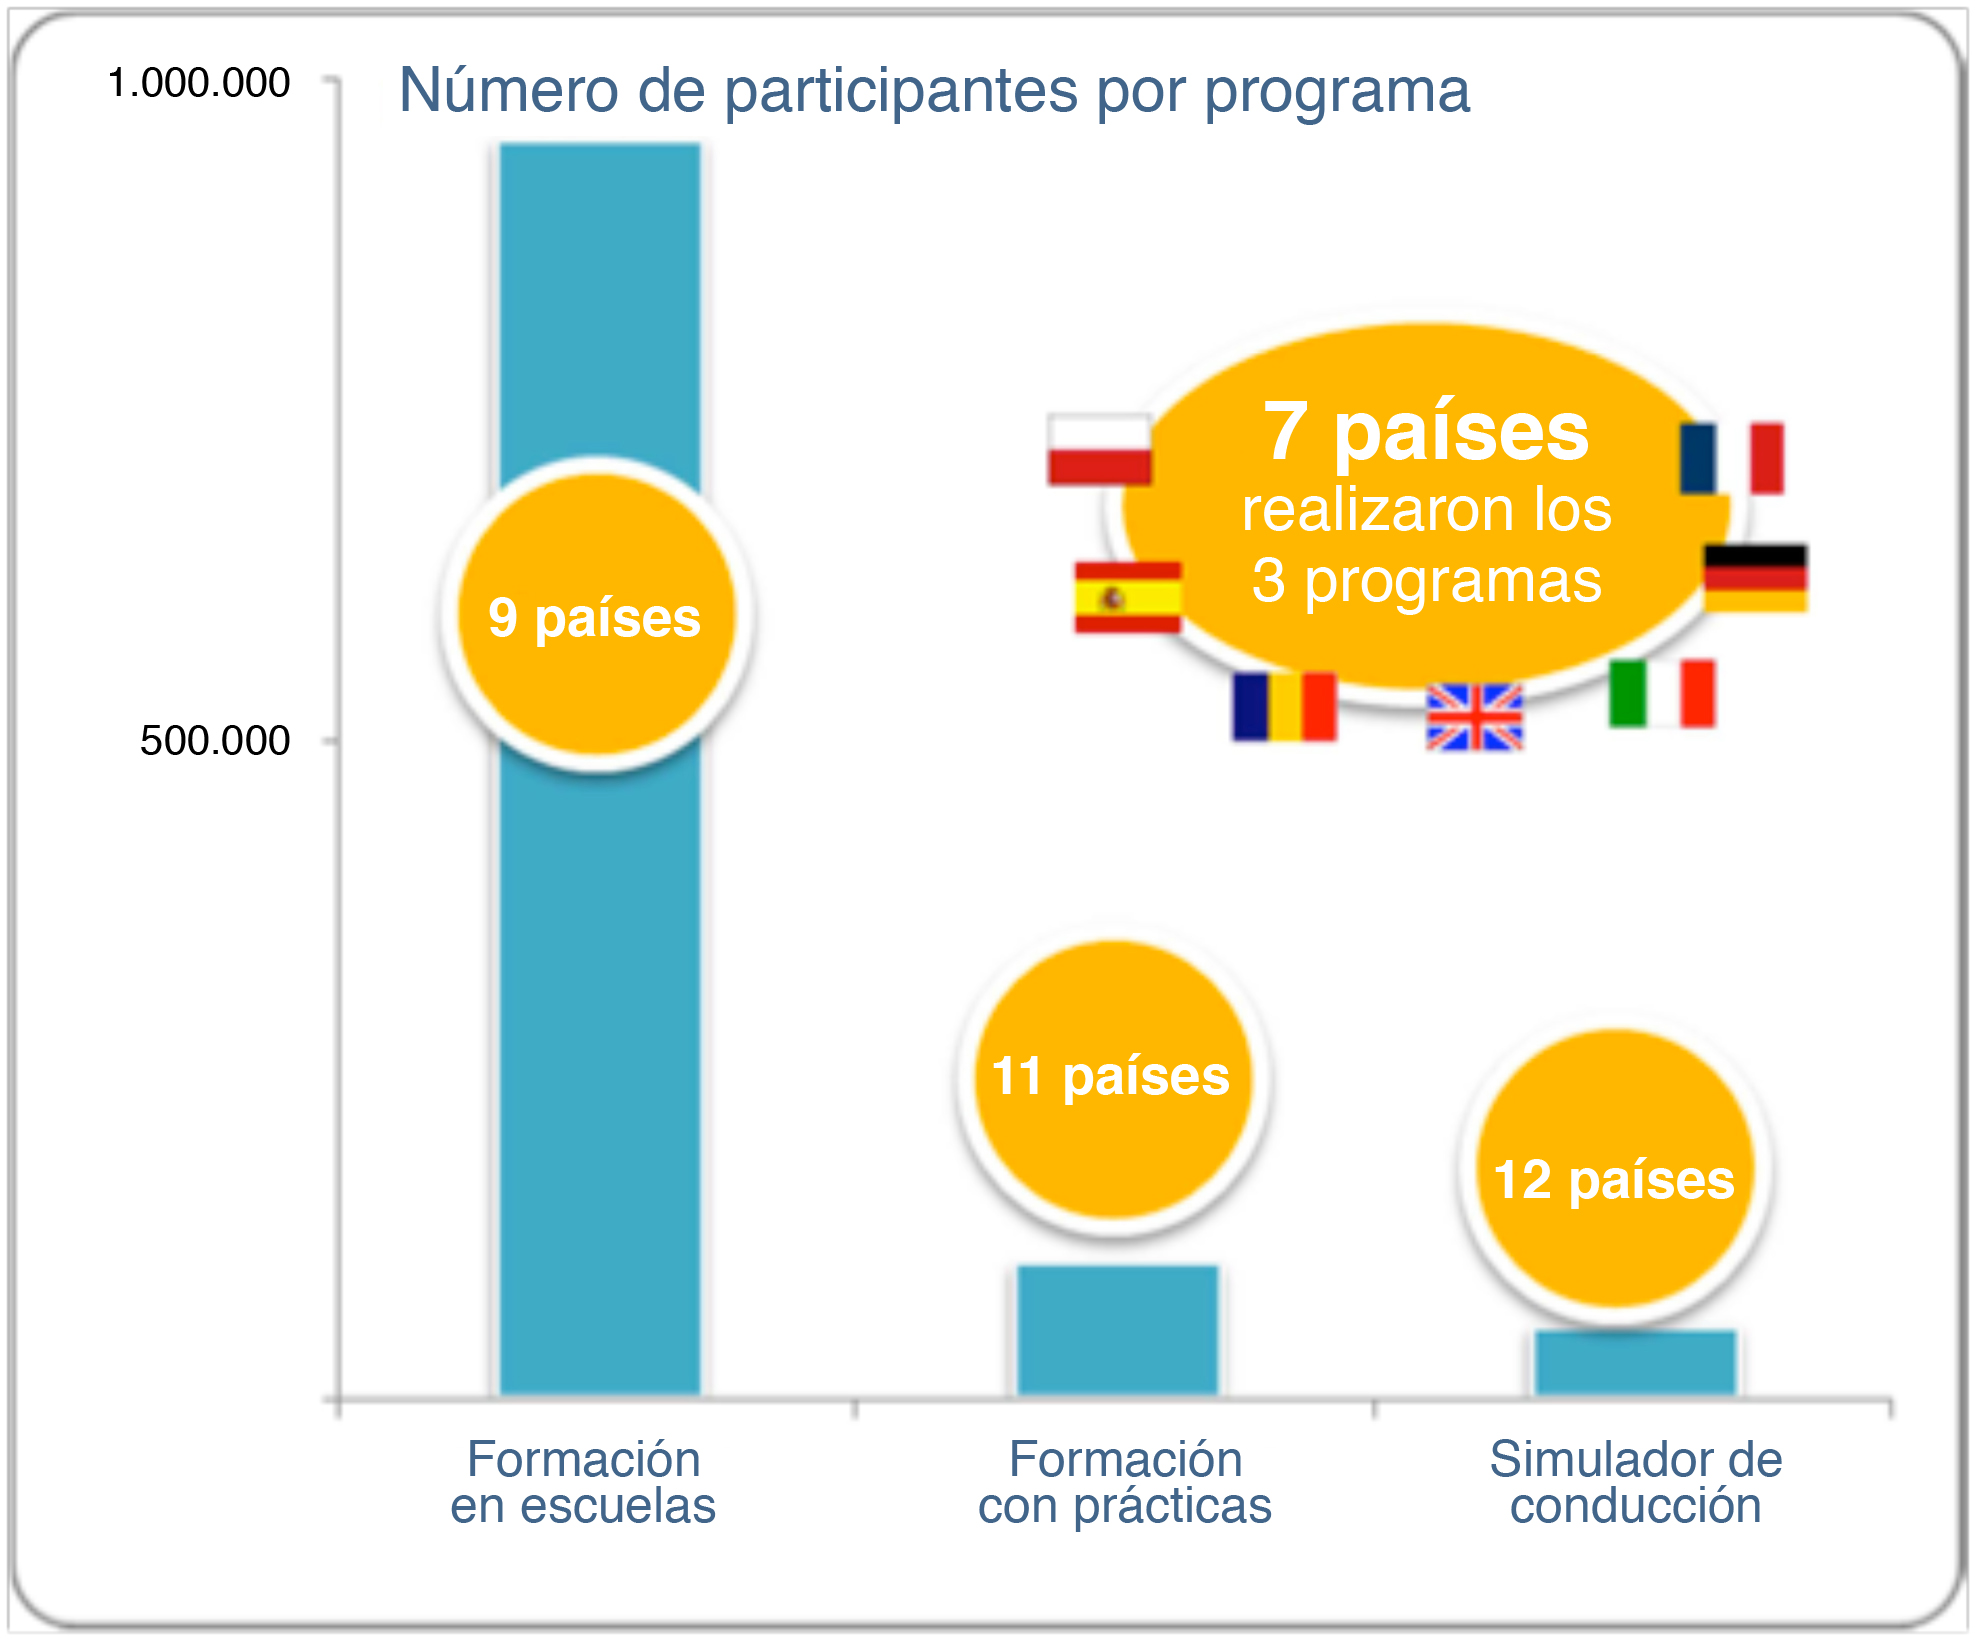 Número de participantes por programa
1.000.000
500.000
9 países
7 países
realizaron los
3 programas
11 países
12 países
Formación
en escuelas
Formación
con prácticas
Simulador de
conducción